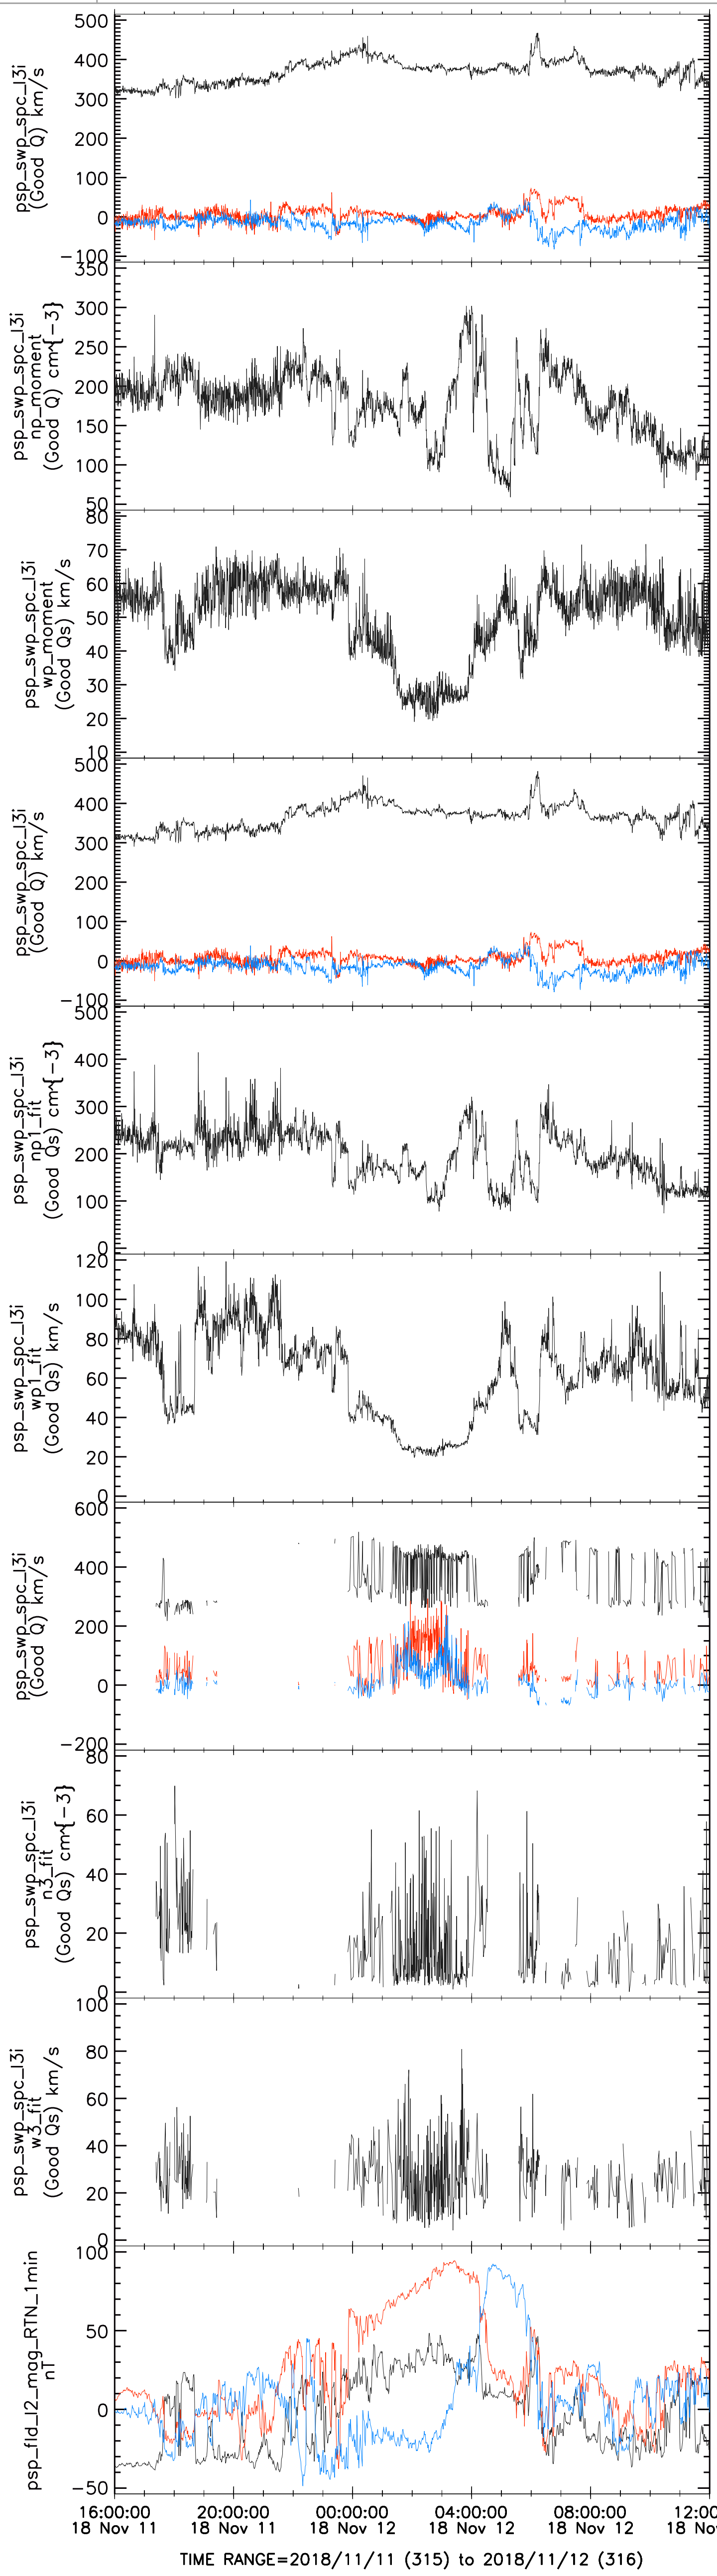 500
400
300
200
100
0
−100
psp_swp_spc_l3i
(Good Q) km/s
350
300
250
200
150
100
50
psp_swp_spc_l3i
np_moment
(Good Q) cm^{-3}
80
70
60
50
40
30
20
10
psp_swp_spc_l3i
wp_moment
(Good Qs) km/s
500
400
300
200
100
0
−100
psp_swp_spc_l3i
(Good Q) km/s
500
400
300
200
100
0
psp_swp_spc_l3i
np1_fit
(Good Qs) cm^{-3}
120
100
80
60
40
20
0
psp_swp_spc_l3i
wp1_fit
(Good Qs) km/s
600
400
200
0
−200
psp_swp_spc_l3i
(Good Q) km/s
80
60
40
20
0
psp_swp_spc_l3i
n3_fit
(Good Qs) cm^{-3}
100
80
60
40
20
0
psp_swp_spc_l3i
w3_fit
(Good Qs) km/s
100
50
0
−50
psp_fld_l2_mag_RTN_1min
nT
16:00:00 20:00:00 00:00:00 04:00:00 08:00:00 12:00
18 Nov 11 18 Nov 11 18 Nov 12 18 Nov 12 18 Nov 12 18 No
TIME RANGE=2018/11/11 (315) to 2018/11/12 (316)